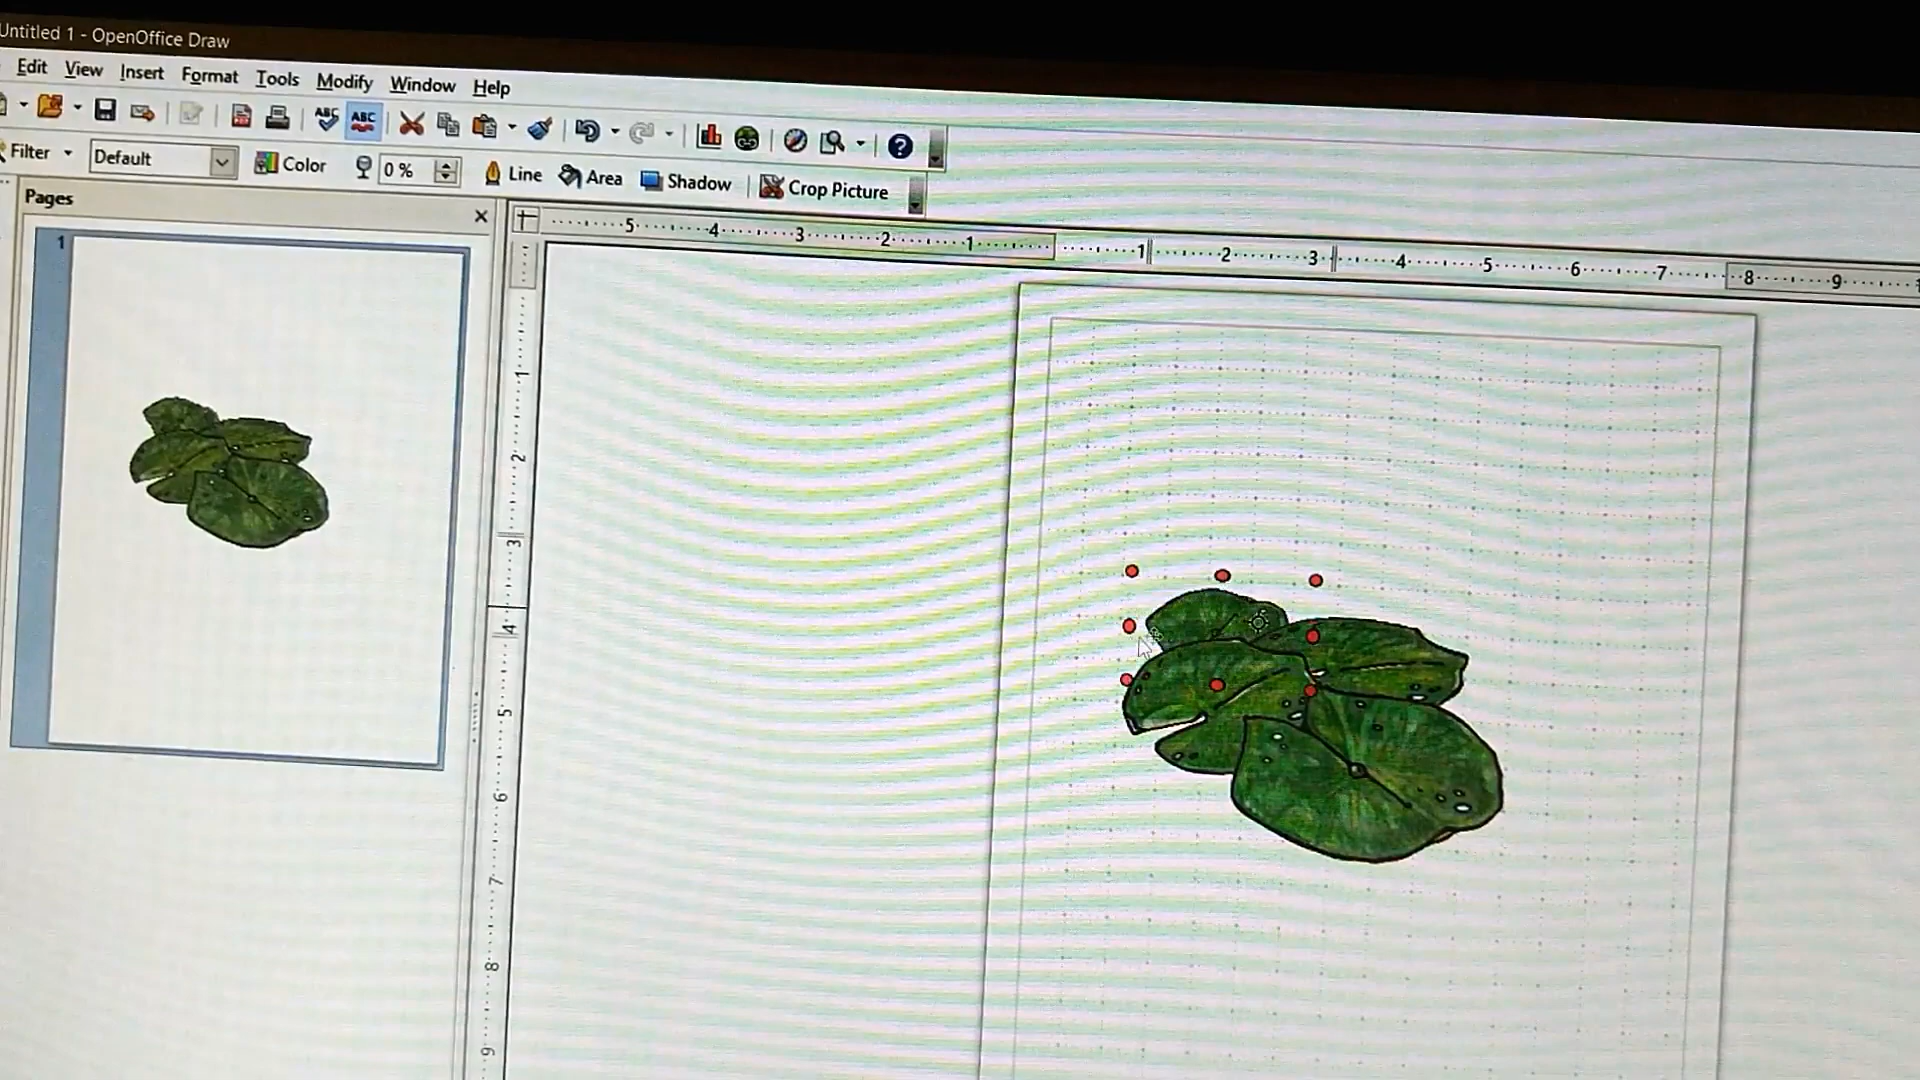 Untitled 1 - OpenOffice Draw
Edit View Insert Format Tools Modify Window Help
ABC ABC
Filter Default Color 0 % Line Area Shadow Crop Picture
Pages
1
5 4 3 2 1 1 2 3 4 5 6 7 8 9
1
2
3
4
5
6
7
8
9